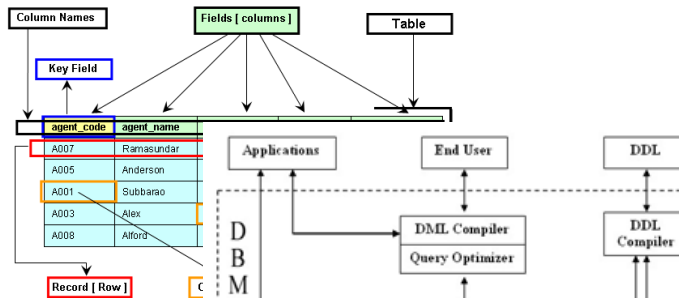 Column Names
Fields [ columns ]
Table
Key Field
agent_code agent_name
A007 Ramasundar
A005 Anderson
A001 Subbarao
A003 Alex
A008 Alford
Record [ Row ]
Applications
End User
DDL
DML Compiler
Query Optimizer
DDL
Compiler
D
B
M